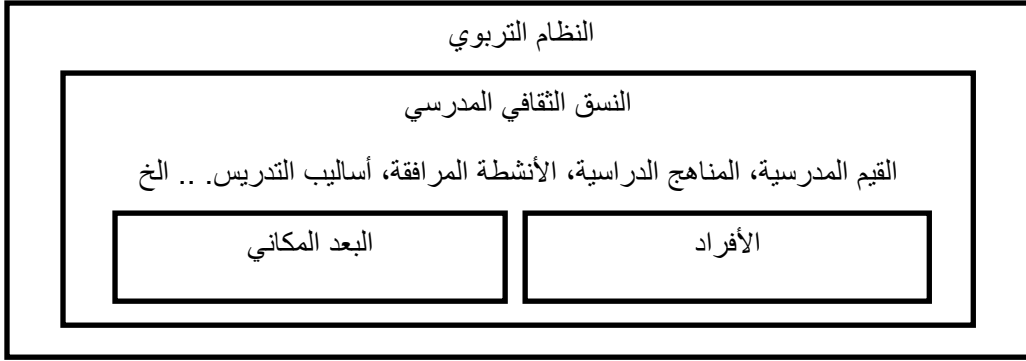 النظام التربوي
النسق الثقافي المدرسي
القيم المدرسية، المناهج الدراسية، الأنشطة المرافقة، أساليب التدريس. .. الخ
الأفراد
البعد المكاني